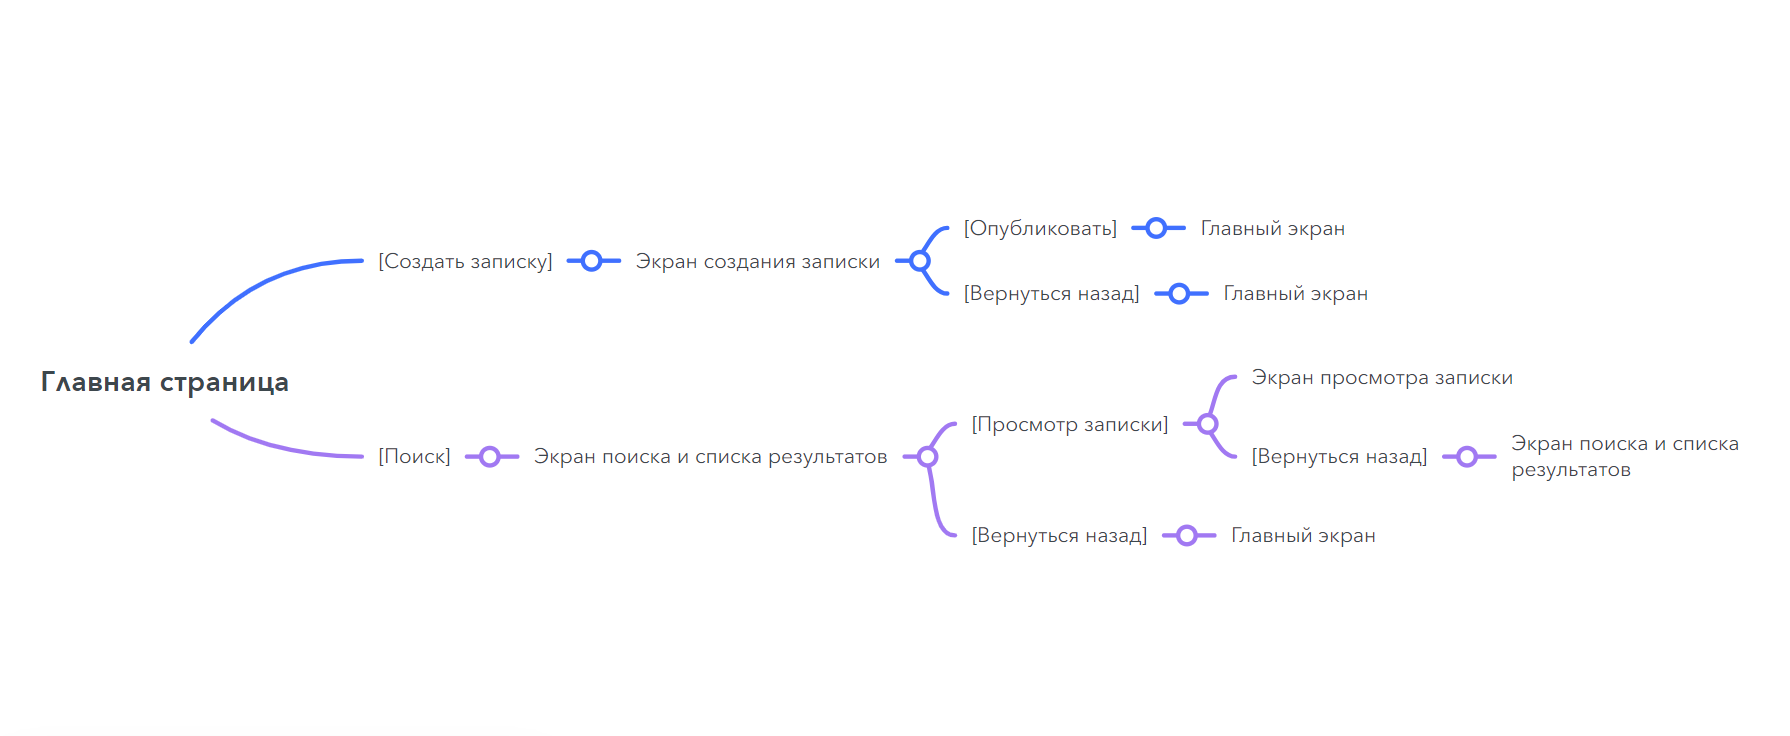 Главная страница
[Создать записку]
Экран создания записки
[Опубликовать]
Главный экран
[Вернуться назад]
Главный экран
[Поиск]
Экран поиска и списка результатов
[Просмотр записки]
Экран просмотра записки
[Вернуться назад]
Экран поиска и списка
результатов
[Вернуться назад]
Главный экран